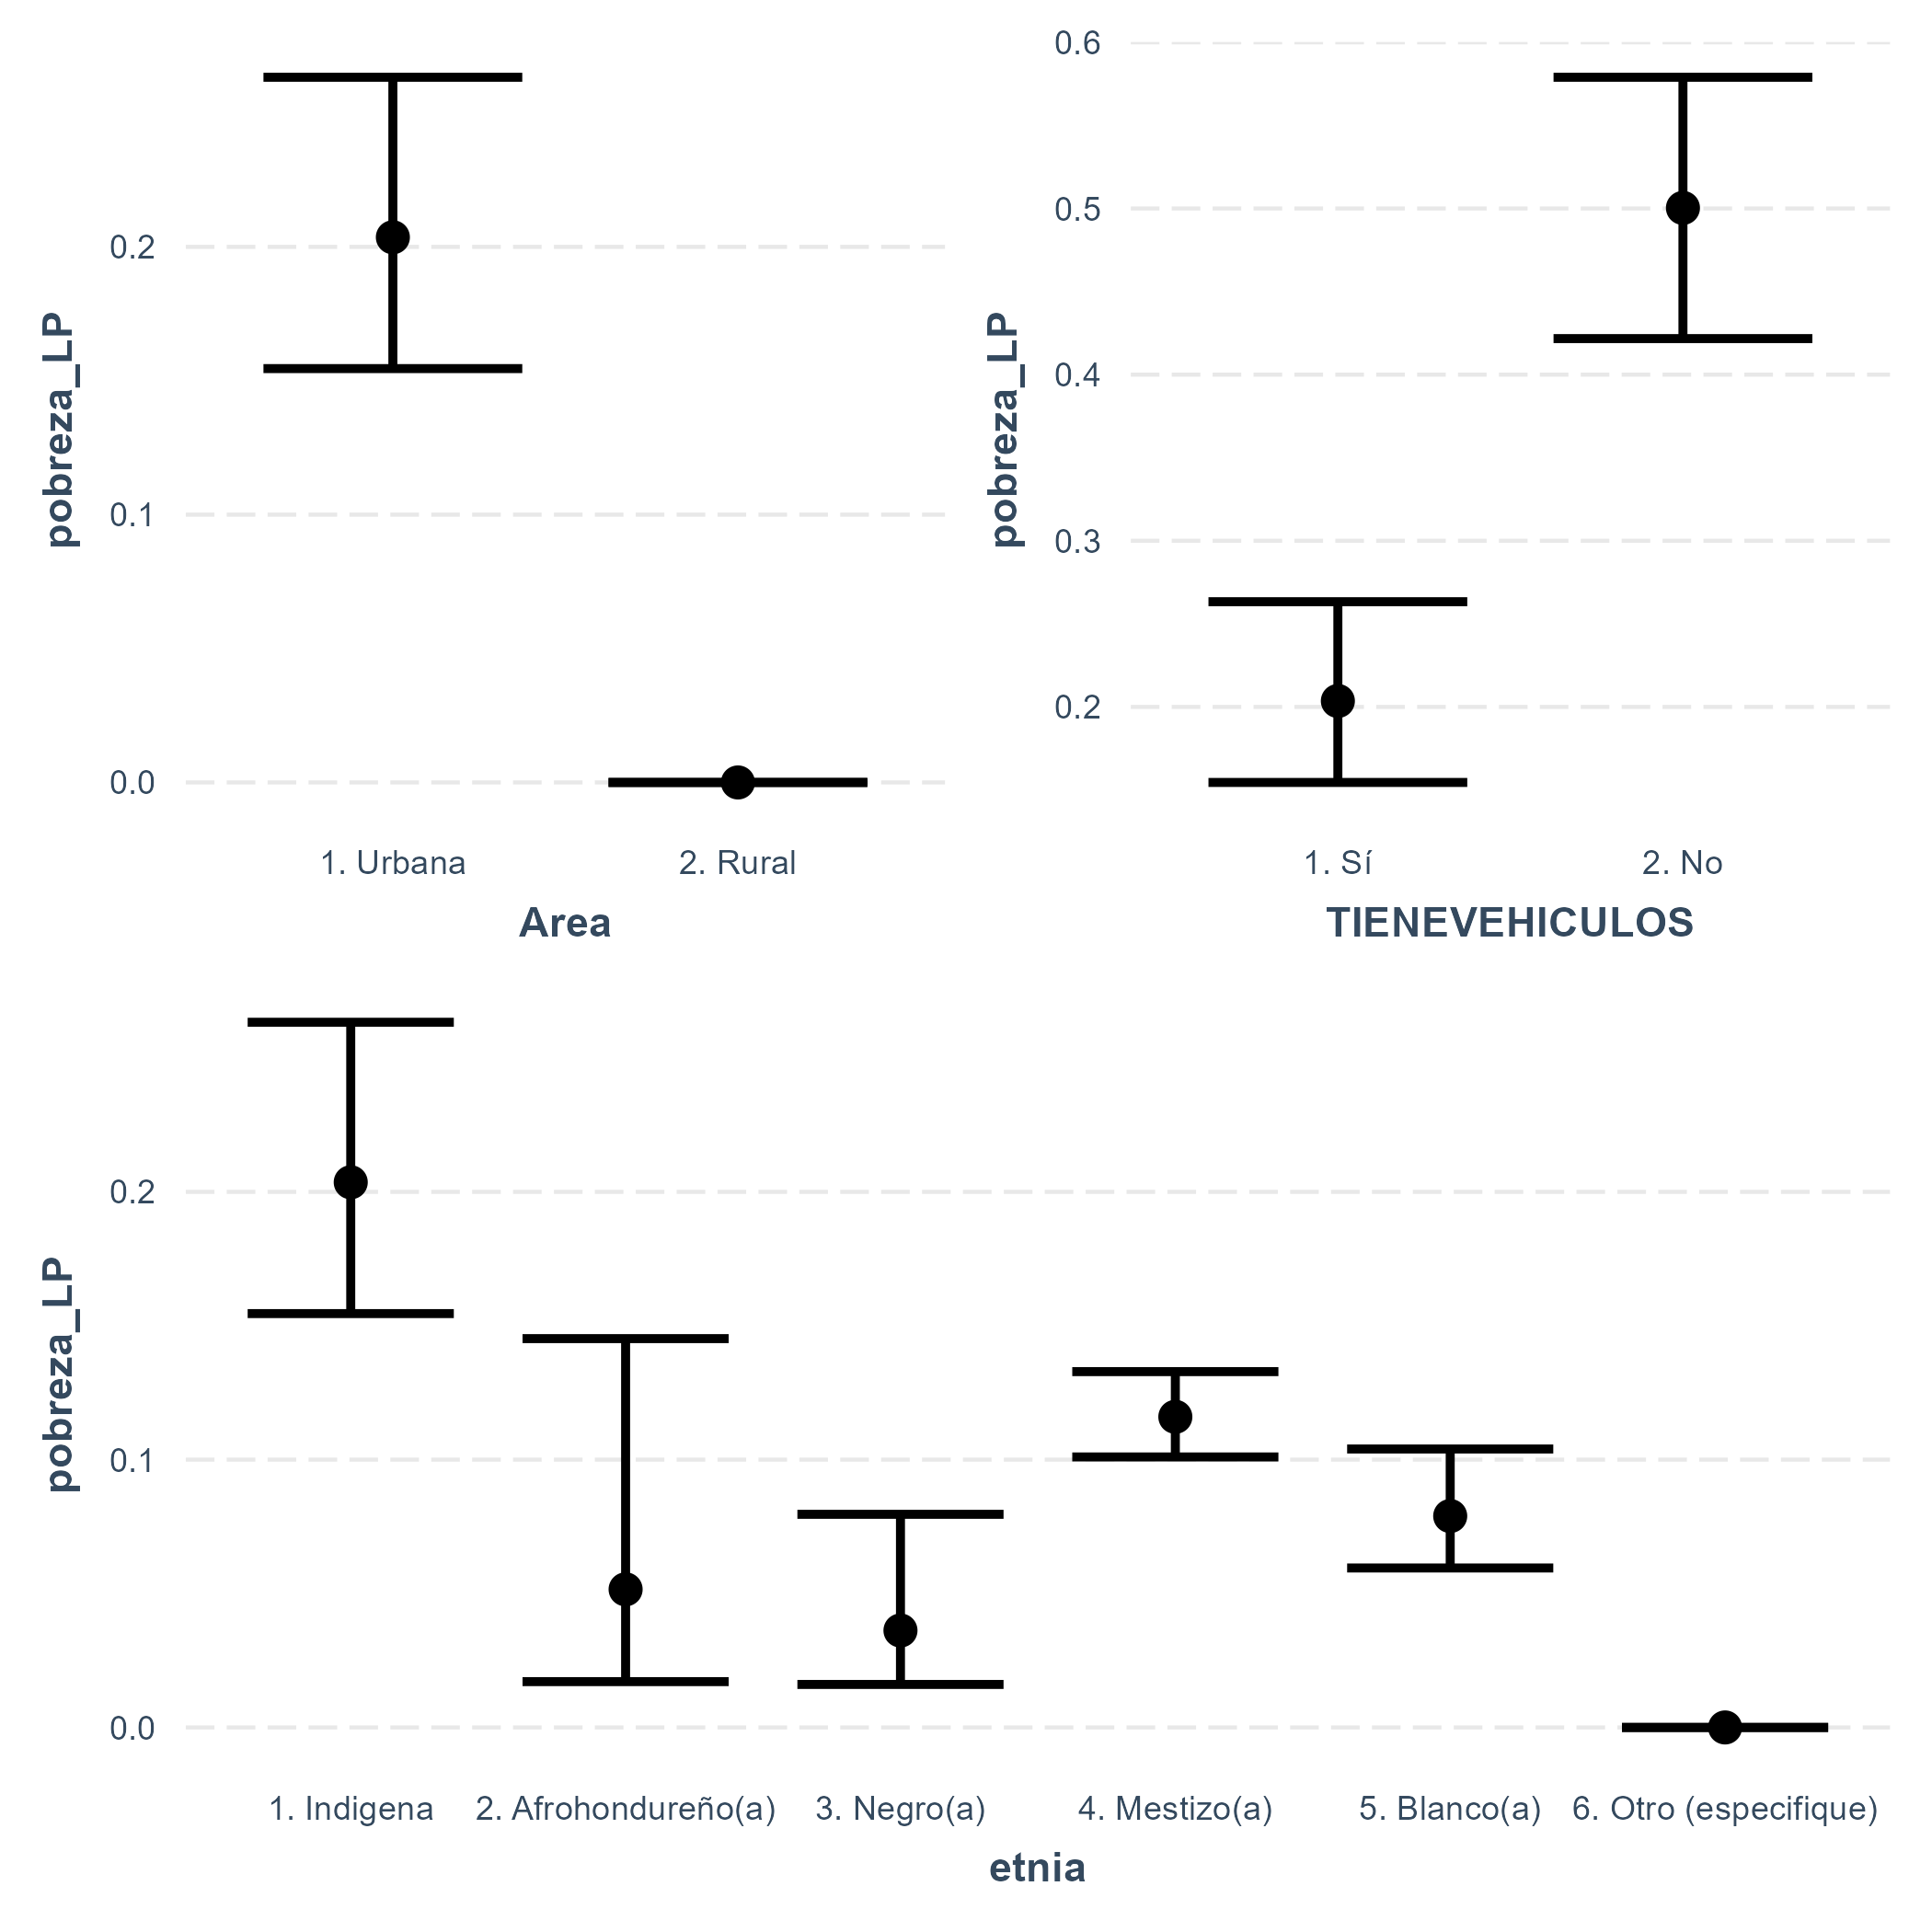 pobreza_LP
0.2
0.1
0.0
1. Urbana 2. Rural
Area
pobreza_LP
0.6
0.5
0.4
0.3
0.2
1. Sí 2. No
TIENEVEHICULOS
pobreza_LP
0.2
0.1
0.0
1. Indigena 2. Afrohondureño(a) 3. Negro(a) 4. Mestizo(a) 5. Blanco(a) 6. Otro (especifique)
etnia